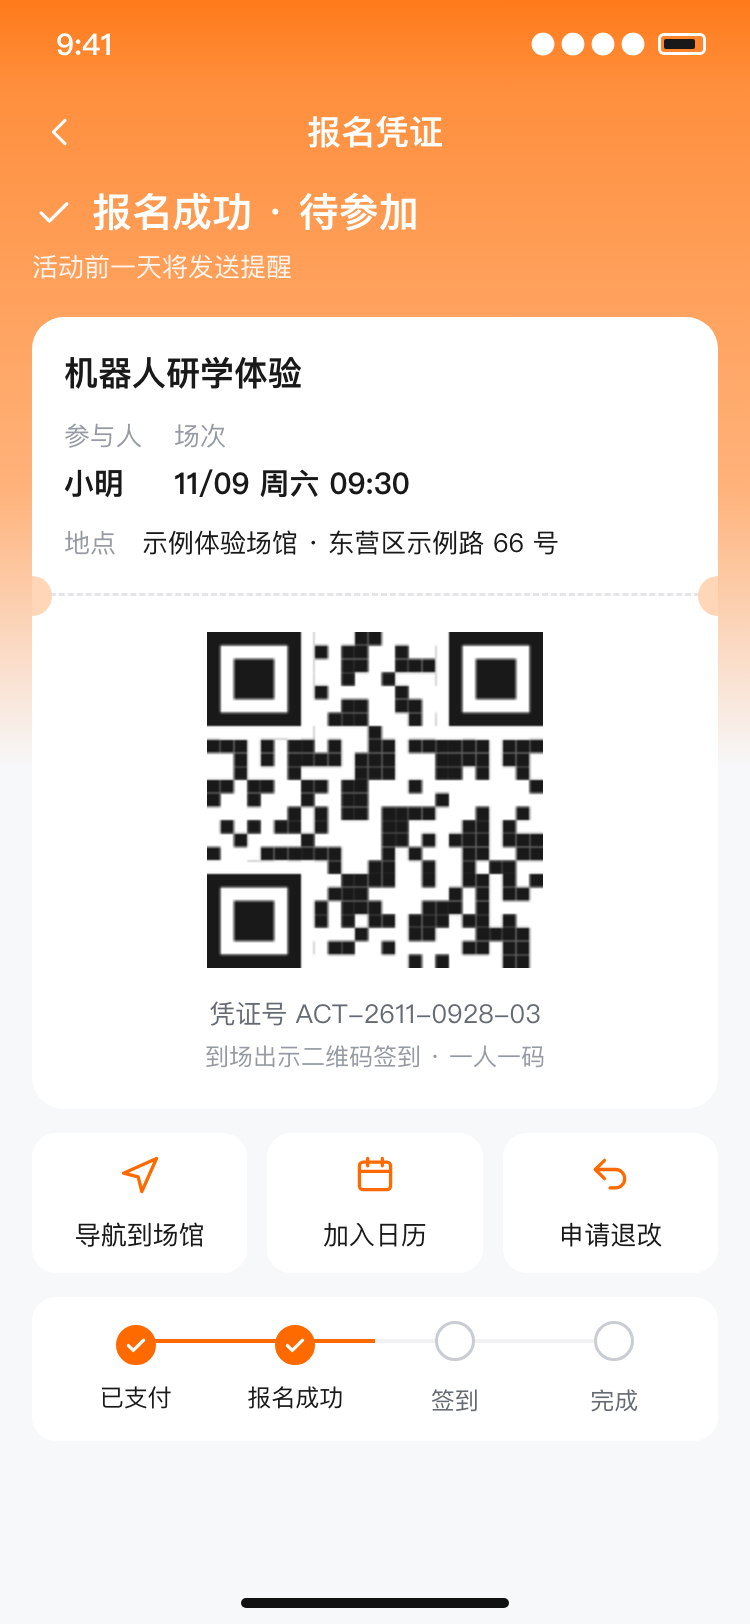 9:41
报名凭证
报名成功 · 待参加
活动前一天将发送提醒
机器人研学体验
参与人 场次
小明 11/09 周六 09:30
地点 示例体验场馆 · 东营区示例路 66 号
凭证号 ACT-2611-0928-03
到场出示二维码签到 · 一人一码
导航到场馆 加入日历 申请退改
已支付 报名成功 签到 完成